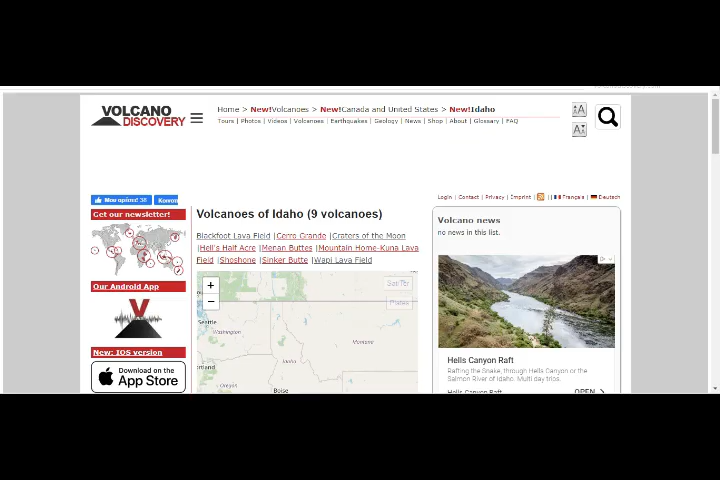 VOLCANO
DISCOVERY
Home > New!Volcanoes > New!Canada and United States > New!Idaho
Tours | Photos | Videos | Volcanoes | Earthquakes | Geology | News | Shop | About | Glossary | FAQ
Login | Contact | Privacy | Imprint | Français | Deutsch
Get our newsletter!
Our Android App
New: IOS version
Download on the
App Store
Volcanoes of Idaho (9 volcanoes)
Blackfoot Lava Field |Cerro Grande |Craters of the Moon
|Hell's Half Acre |Menan Buttes |Mountain Home-Kuna Lava
Field |Shoshone |Sinker Butte |Wapi Lava Field
+
−
Plates
Seattle
Washington
Montana
Idaho
Oregon
Boise
Volcano news
no news in this list.
Hells Canyon Raft
Rafting the Snake, through Hells Canyon or the
Salmon River of Idaho. Multi day trips.
Hells Canyon Raft
OPEN >